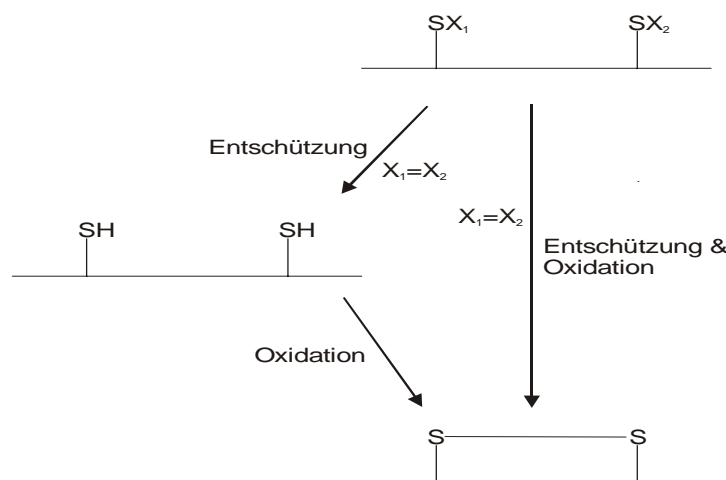 SX₁ SX₂
Entschützung
X₁=X₂
X₁=X₂
Entschützung &
Oxidation
SH SH
Oxidation
S S